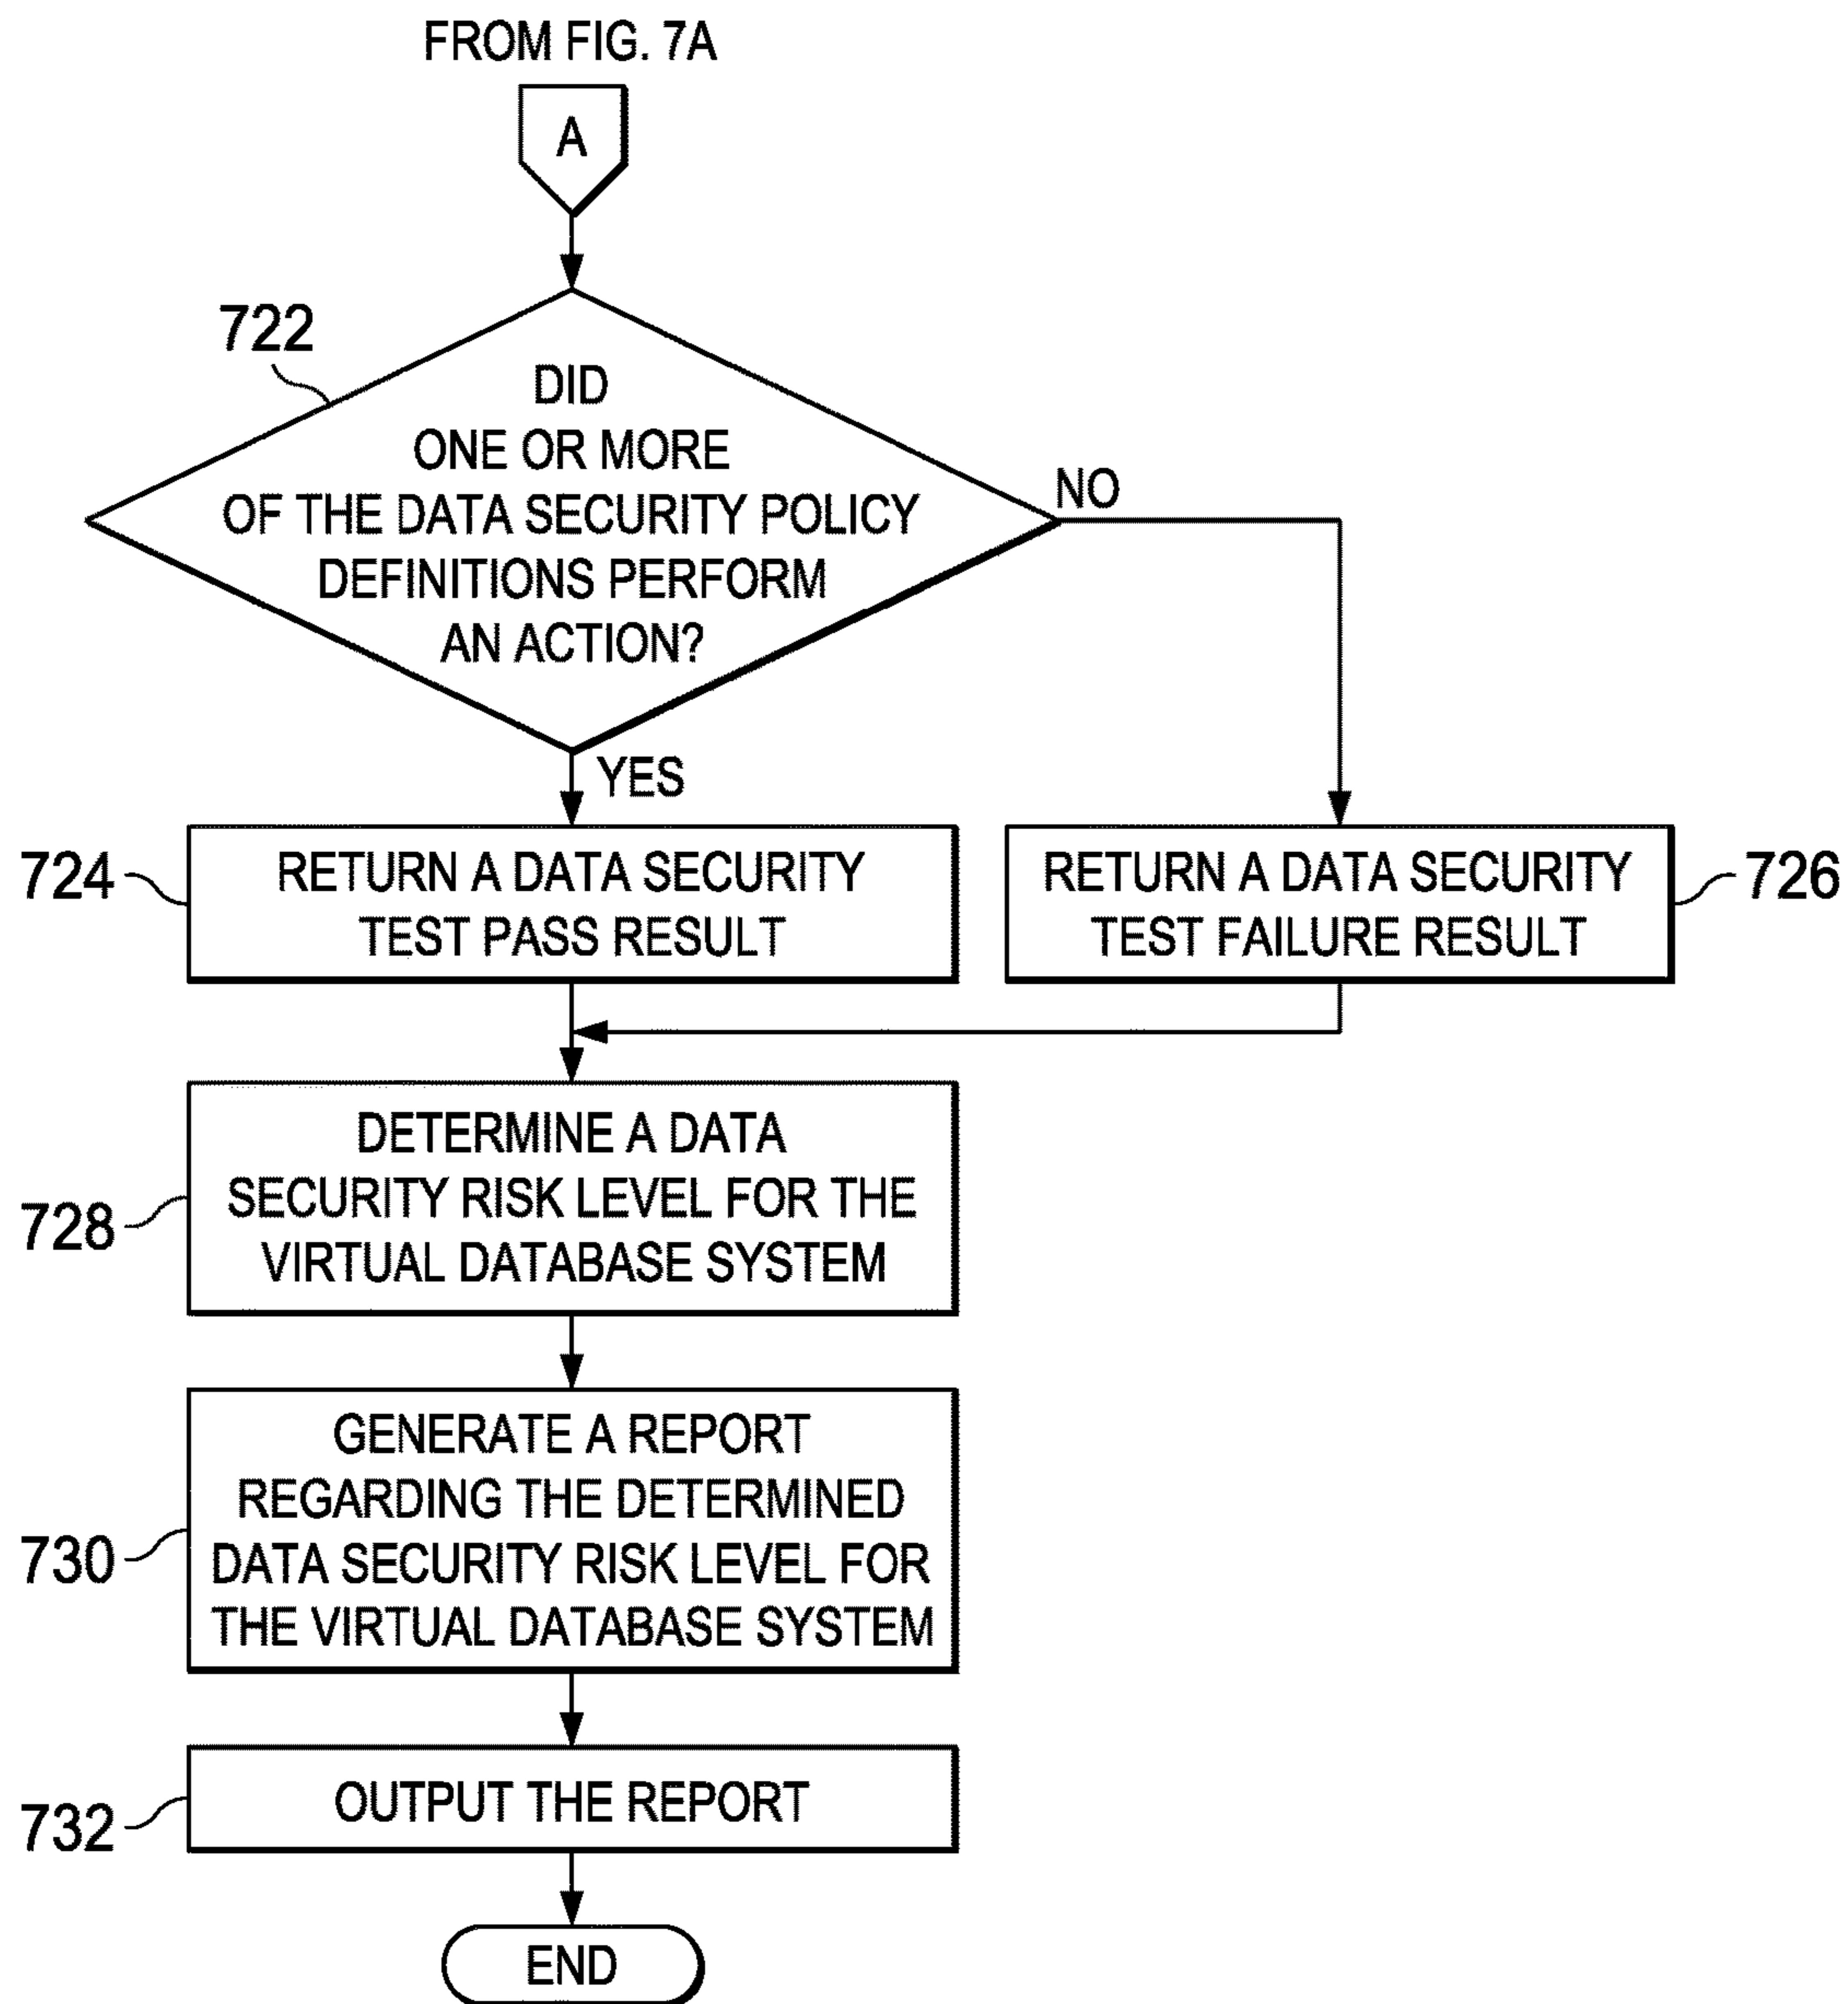 FROM FIG. 7A
A
722
DID
ONE OR MORE
OF THE DATA SECURITY POLICY
DEFINITIONS PERFORM
AN ACTION?
NO
YES
724
RETURN A DATA SECURITY
TEST PASS RESULT
RETURN A DATA SECURITY
TEST FAILURE RESULT
726
728
DETERMINE A DATA
SECURITY RISK LEVEL FOR THE
VIRTUAL DATABASE SYSTEM
730
GENERATE A REPORT
REGARDING THE DETERMINED
DATA SECURITY RISK LEVEL FOR
THE VIRTUAL DATABASE SYSTEM
732
OUTPUT THE REPORT
END